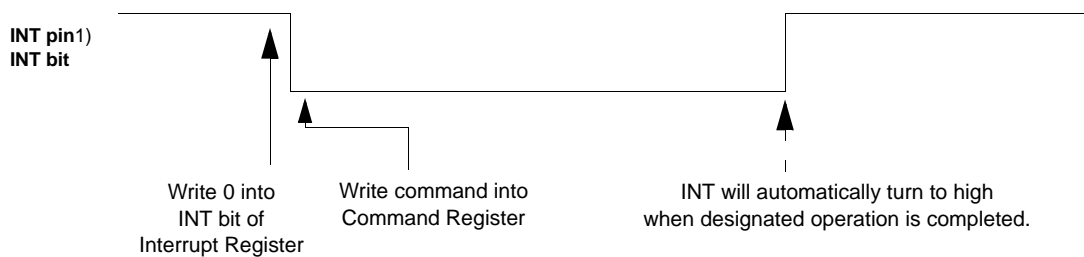 INT pin1)
INT bit
Write 0 into
INT bit of
Interrupt Register
Write command into
Command Register
INT will automatically turn to high
when designated operation is completed.